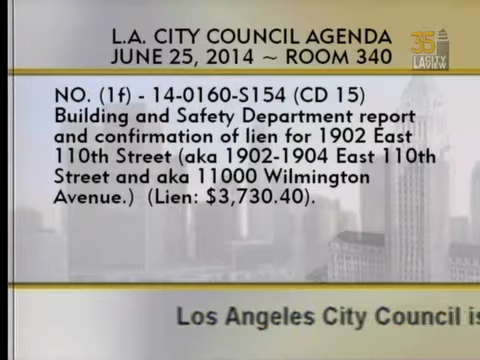 L.A. CITY COUNCIL AGENDA
JUNE 25, 2014 ~ ROOM 340
35
LA CITY
VIEW
NO. (1f) - 14-0160-S154 (CD 15)
Building and Safety Department report
and confirmation of lien for 1902 East
110th Street (aka 1902-1904 East 110th
Street and aka 11000 Wilmington
Avenue.) (Lien: $3,730.40).
Los Angeles City Council is